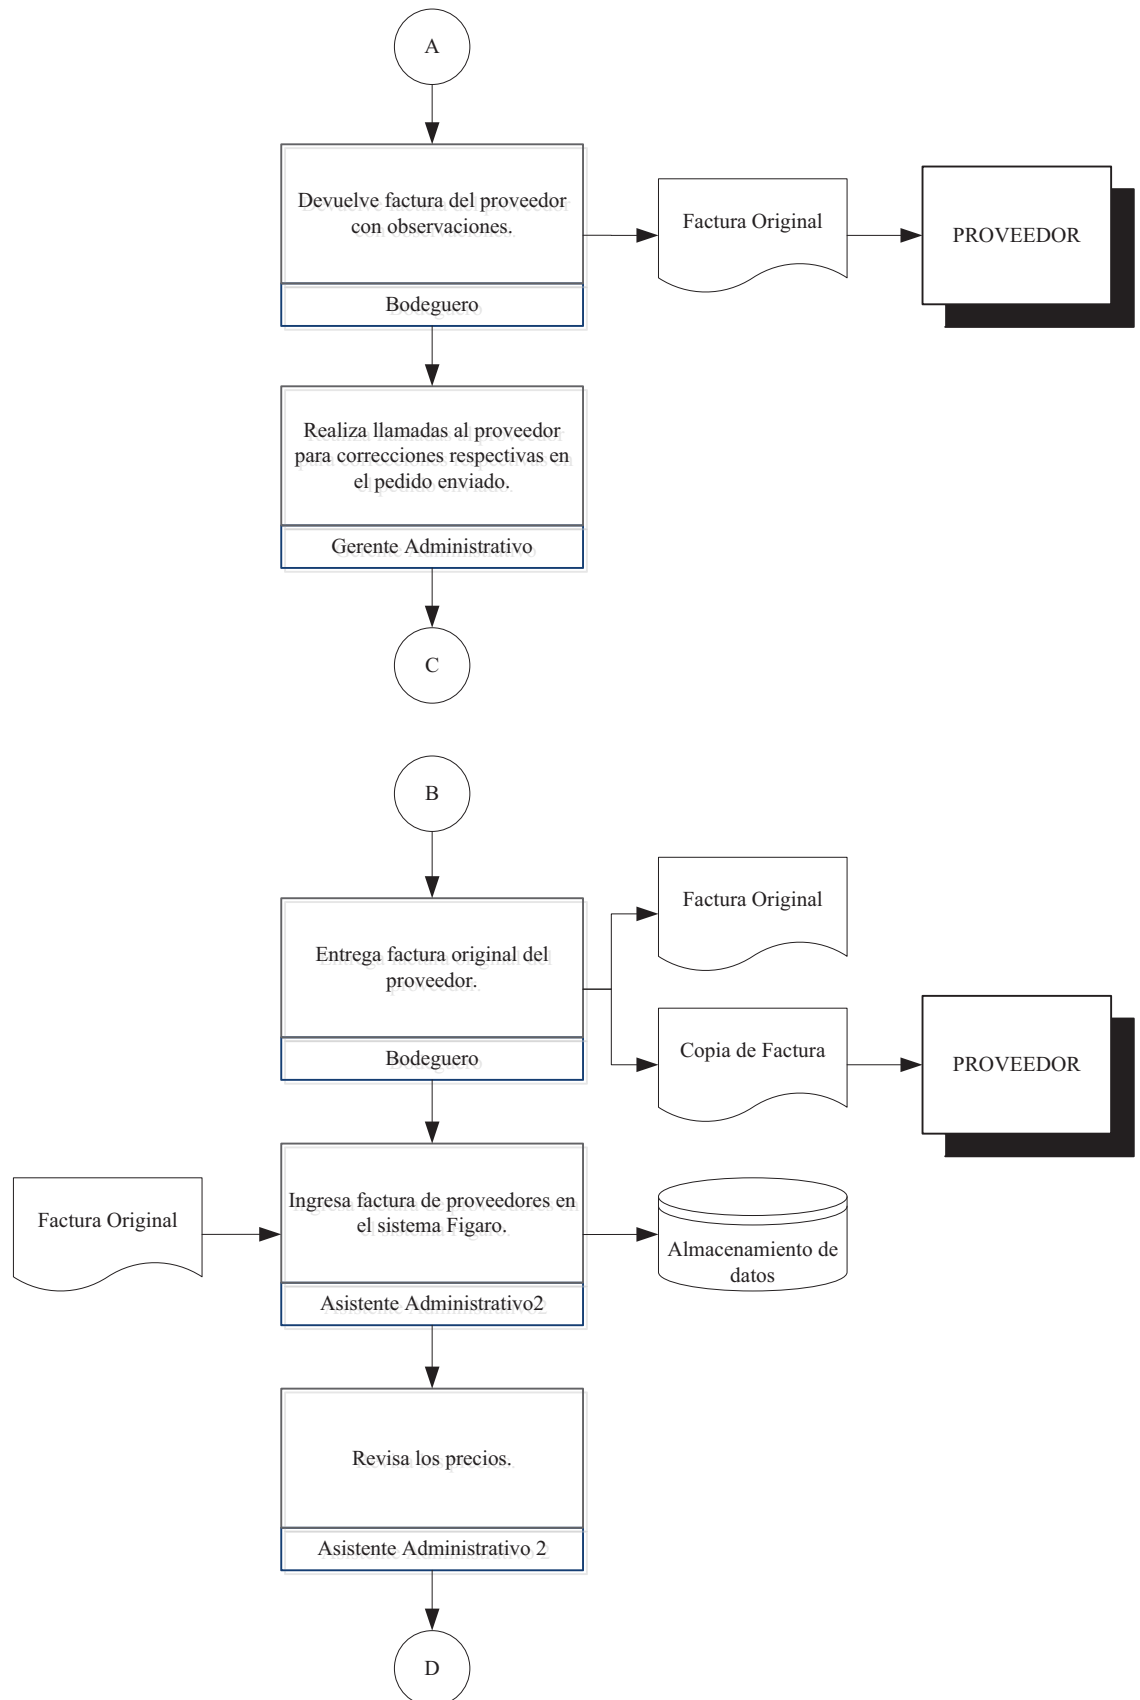 A
Devuelve factura del proveedor
con observaciones.
Bodeguero
Factura Original
PROVEEDOR
Realiza llamadas al proveedor
para correcciones respectivas en
el pedido enviado.
Gerente Administrativo
C
B
Entrega factura original del
proveedor.
Bodeguero
Factura Original
Copia de Factura
PROVEEDOR
Factura Original
Ingresa factura de proveedores en
el sistema Figaro.
Asistente Administrativo2
Almacenamiento de
datos
Revisa los precios.
Asistente Administrativo 2
D